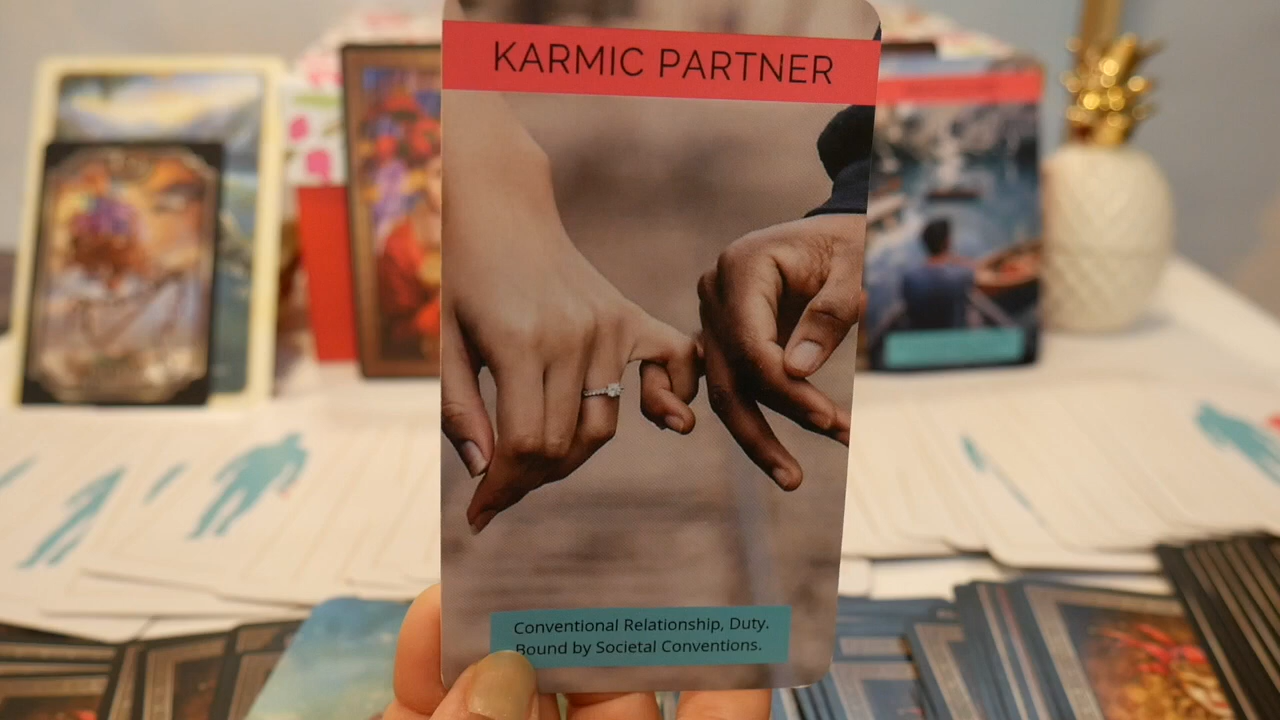 KARMIC PARTNER
Conventional Relationship, Duty.
Bound by Societal Conventions.